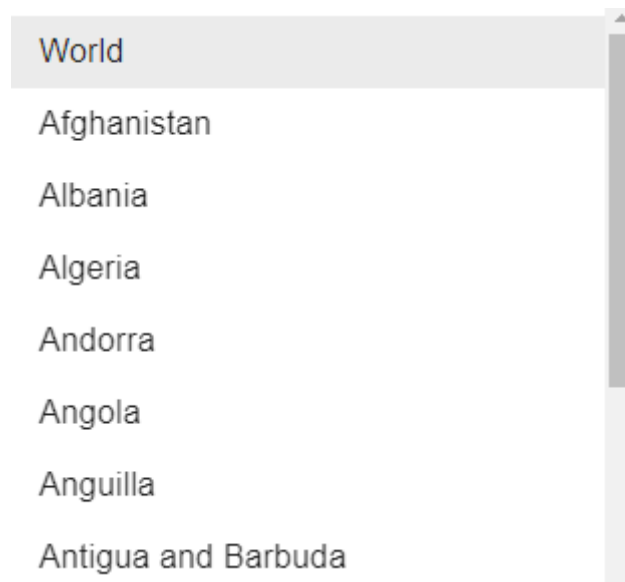 World
Afghanistan
Albania
Algeria
Andorra
Angola
Anguilla
Antigua and Barbuda